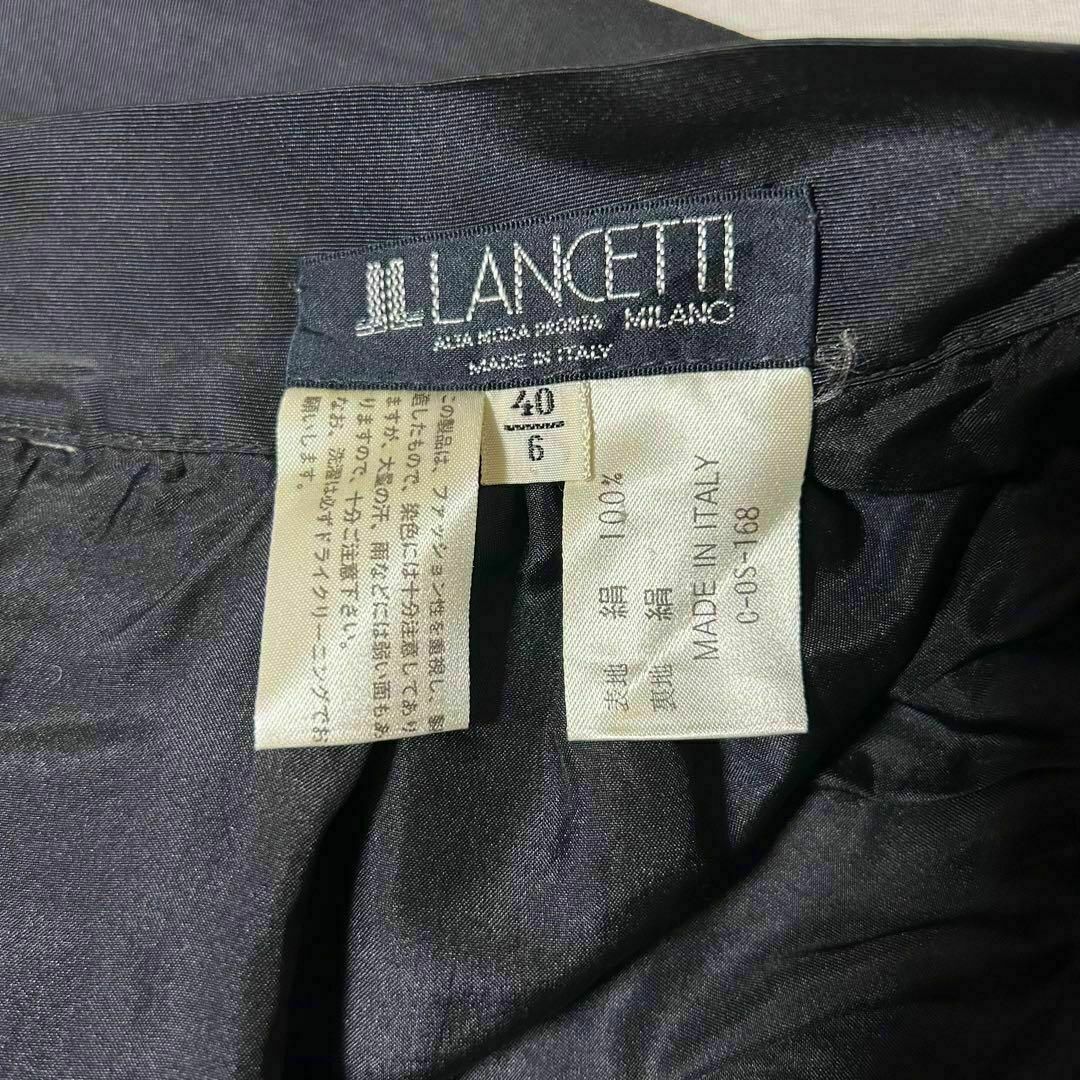 JL LANCETTI
ALTA MODA PRONTA MILANO
MADE IN ITALY
40
6
この製品は、ファッション性を重視し、製
造したもので、染色には十分注意してあり
ますが、大量の汗、雨などには弱い面もあ
りますので、十分ご注意下さい。
なお、洗濯は必ずドライクリーニングでお
願いします。
表地 絹 100%
裏地 絹
MADE IN ITALY
C-OS-168